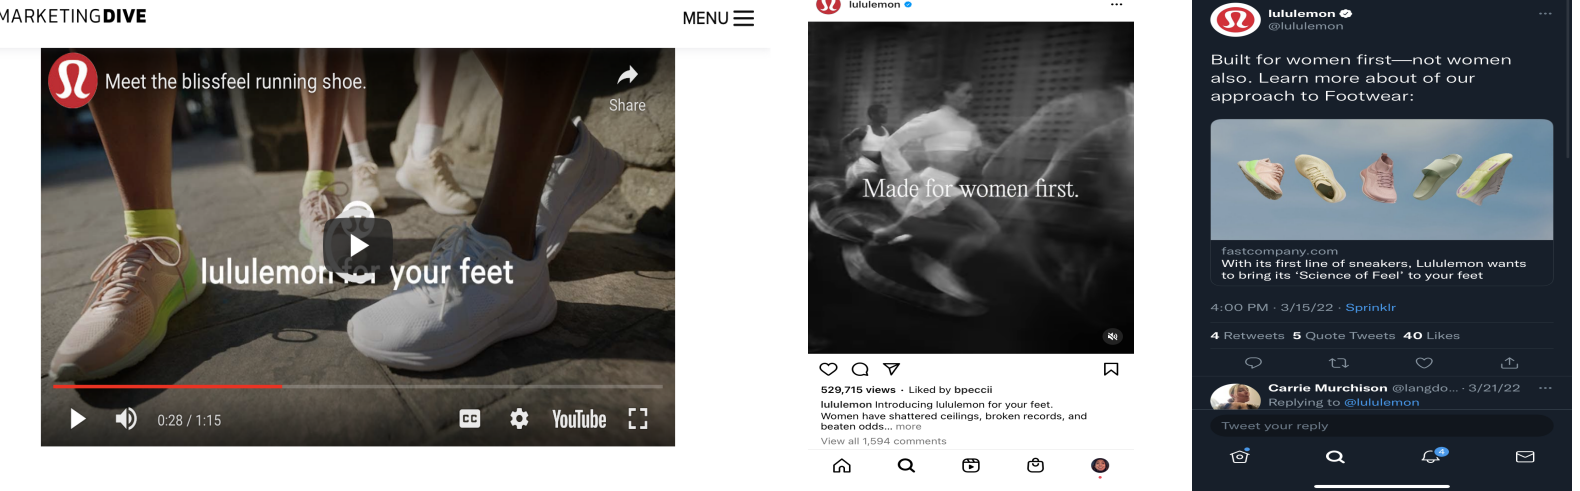 MARKETINGDIVE
MENU
Meet the blissfeel running shoe.
Share
lululemon for your feet
0:28 / 1:15
CC
YouTube
lululemon
Made for women first.
529,715 views · Liked by bpeccii
lululemon Introducing lululemon for your feet.
Women have shattered ceilings, broken records, and
beaten odds... more
View all 1,594 comments
lululemon
@lululemon
Built for women first—not women
also. Learn more about of our
approach to Footwear:
fastcompany.com
With its first line of sneakers, Lululemon wants
to bring its ‘Science of Feel’ to your feet
4:00 PM · 3/15/22 · Sprinklr
4 Retweets 5 Quote Tweets 40 Likes
Carrie Murchison @langdo... · 3/21/22
Replying to @lululemon
Tweet your reply
4